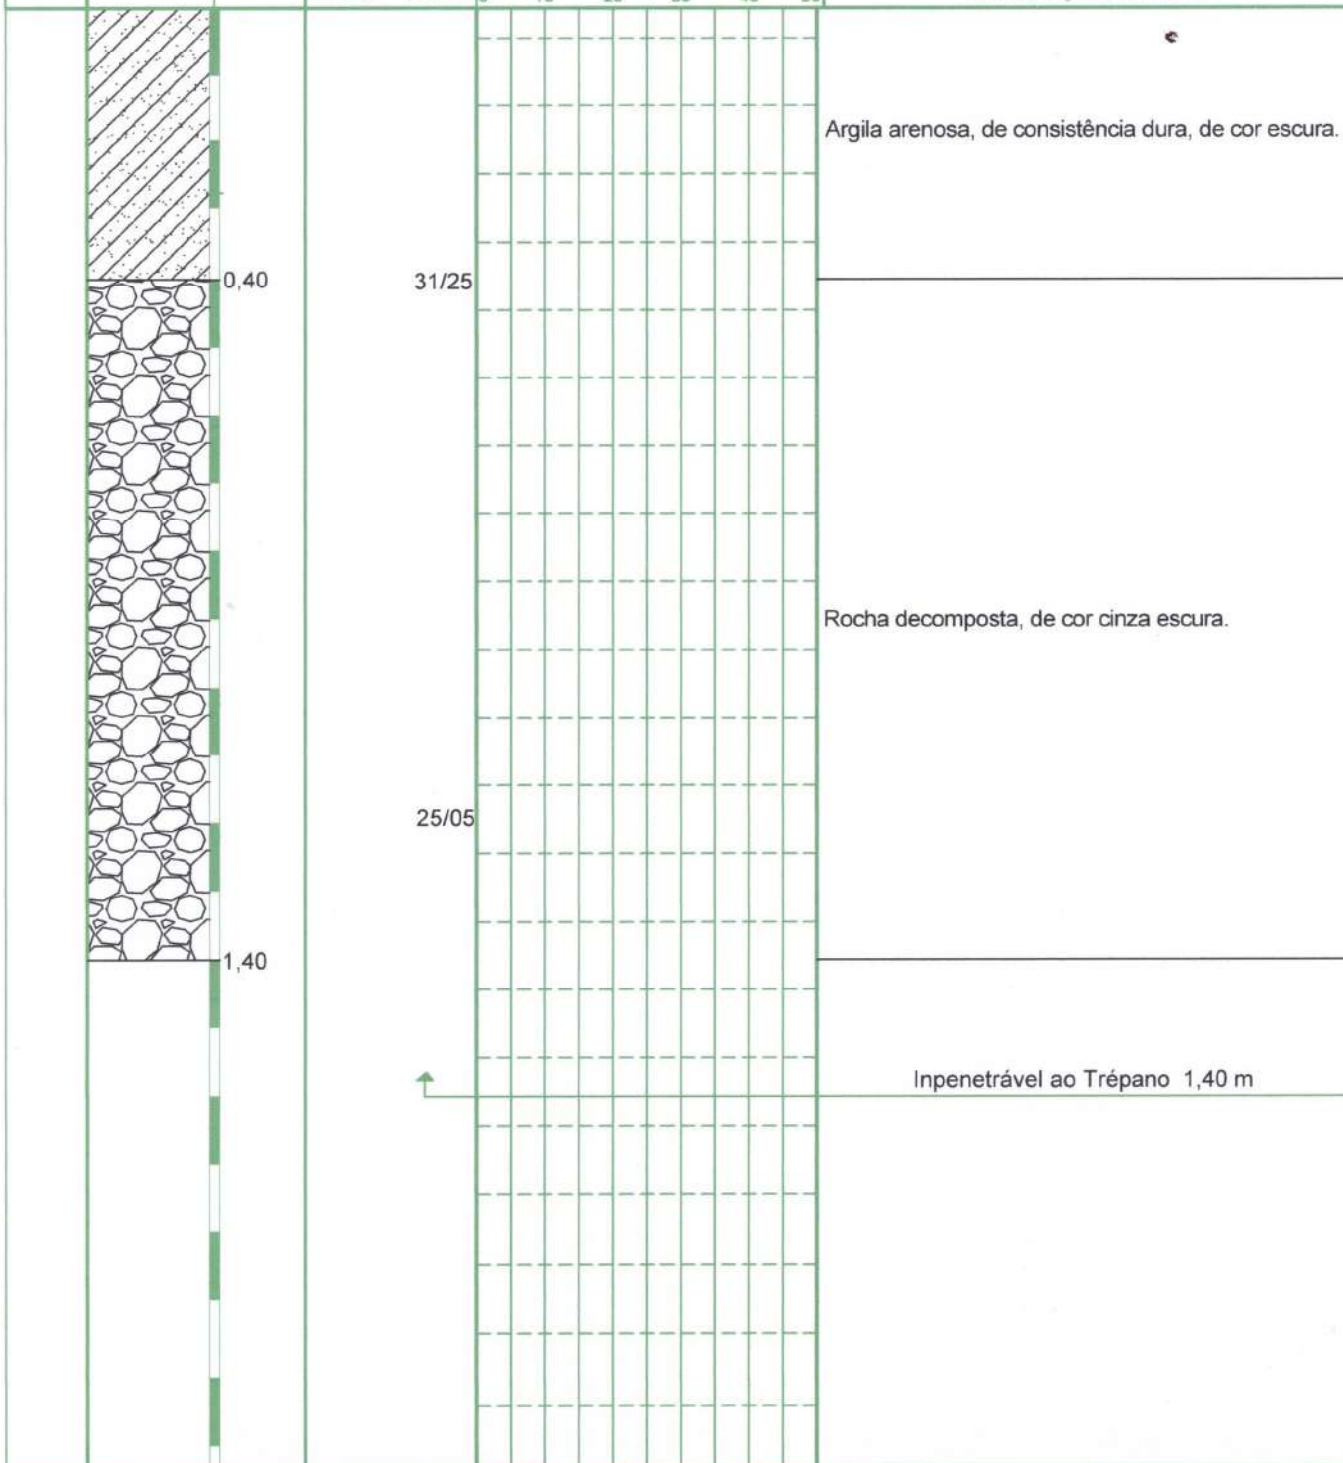 Argila arenosa, de consistência dura, de cor escura.
0,40
31/25
Rocha decomposta, de cor cinza escura.
25/05
1,40
Inpenetrável ao Trépano 1,40 m